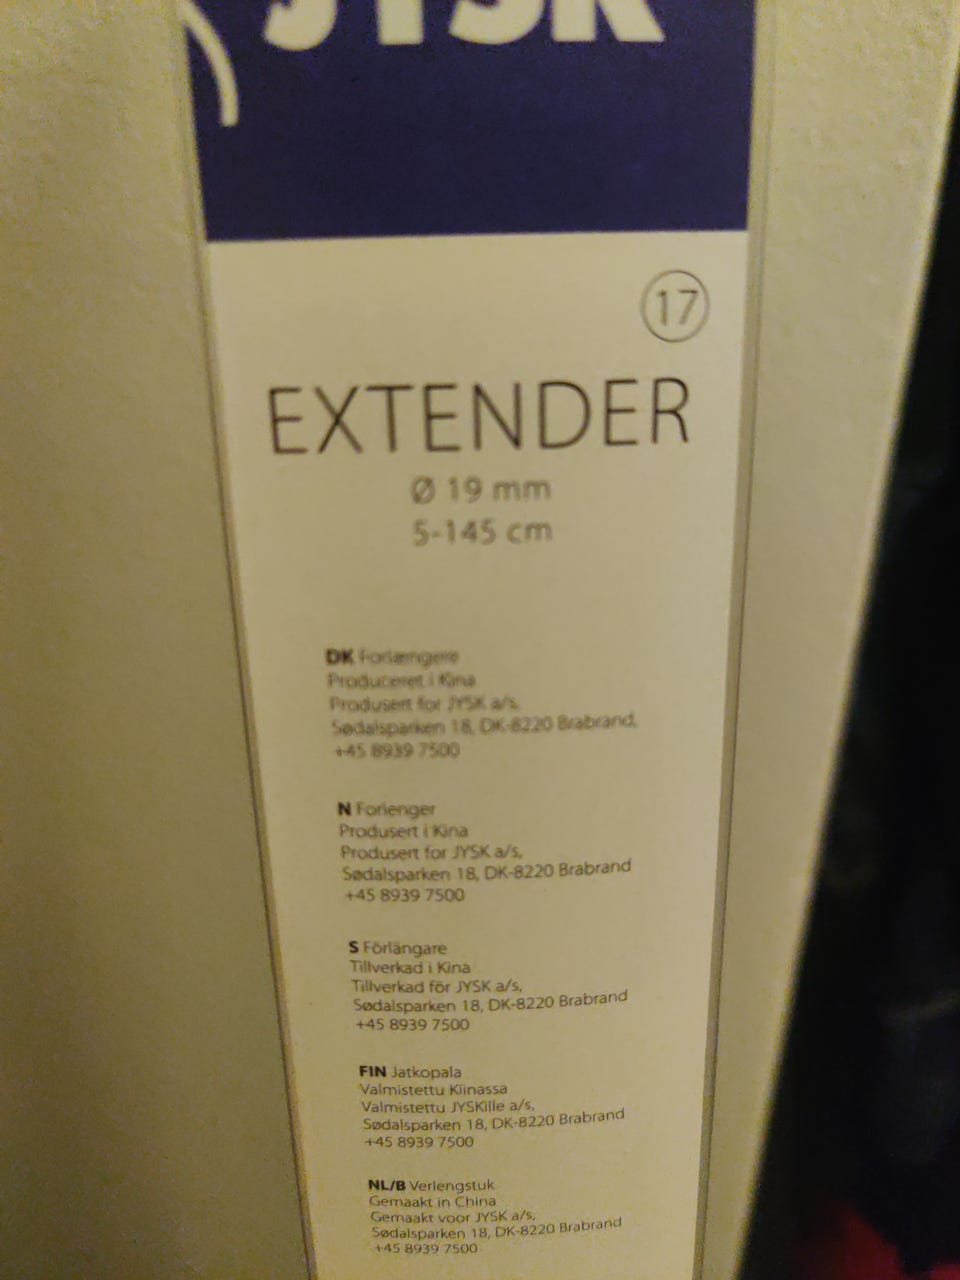 JYSK
17
EXTENDER
Ø 19 mm
5-145 cm
DK Forlængere
Produceret i Kina
Produsert for JYSK a/s,
Sødalsparken 18, DK-8220 Brabrand,
+45 8939 7500
N Forlenger
Produsert i Kina
Produsert for JYSK a/s,
Sødalsparken 18, DK-8220 Brabrand
+45 8939 7500
S Förlängare
Tillverkad i Kina
Tillverkad för JYSK a/s,
Sødalsparken 18, DK-8220 Brabrand
+45 8939 7500
FIN Jatkopala
Valmistettu Kiinassa
Valmistettu JYSKille a/s,
Sødalsparken 18, DK-8220 Brabrand
+45 8939 7500
NL/B Verlengstuk
Gemaakt in China
Gemaakt voor JYSK a/s,
Sødalsparken 18, DK-8220 Brabrand
+45 8939 7500